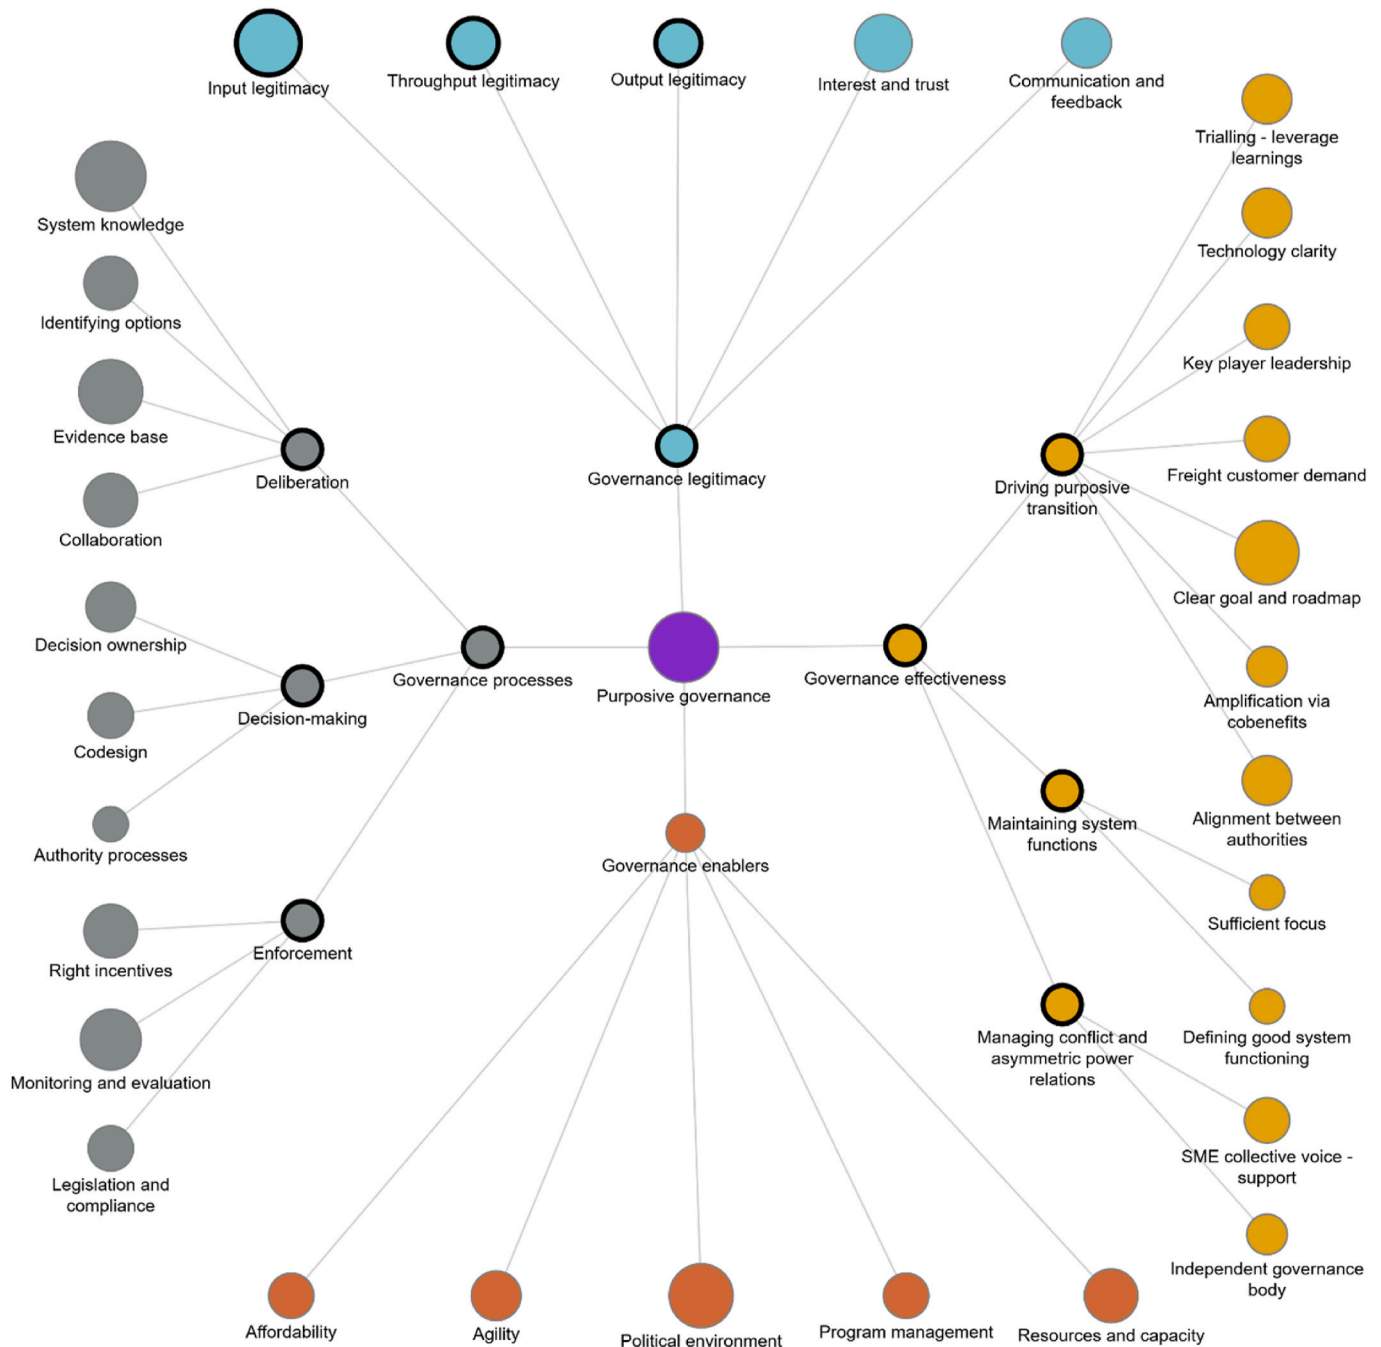 Input legitimacy
Throughput legitimacy
Output legitimacy
Interest and trust
Communication and
feedback
Trialling - leverage
learnings
System knowledge
Technology clarity
Identifying options
Key player leadership
Evidence base
Deliberation
Governance legitimacy
Driving purposive
transition
Freight customer demand
Collaboration
Clear goal and roadmap
Decision ownership
Governance processes
Purposive governance
Governance effectiveness
Decision-making
Amplification via
cobenefits
Codesign
Maintaining system
functions
Alignment between
authorities
Authority processes
Governance enablers
Sufficient focus
Enforcement
Right incentives
Managing conflict and
asymmetric power
relations
Defining good system
functioning
Monitoring and evaluation
SME collective voice -
support
Legislation and
compliance
Independent governance
body
Affordability
Agility
Political environment
Program management
Resources and capacity